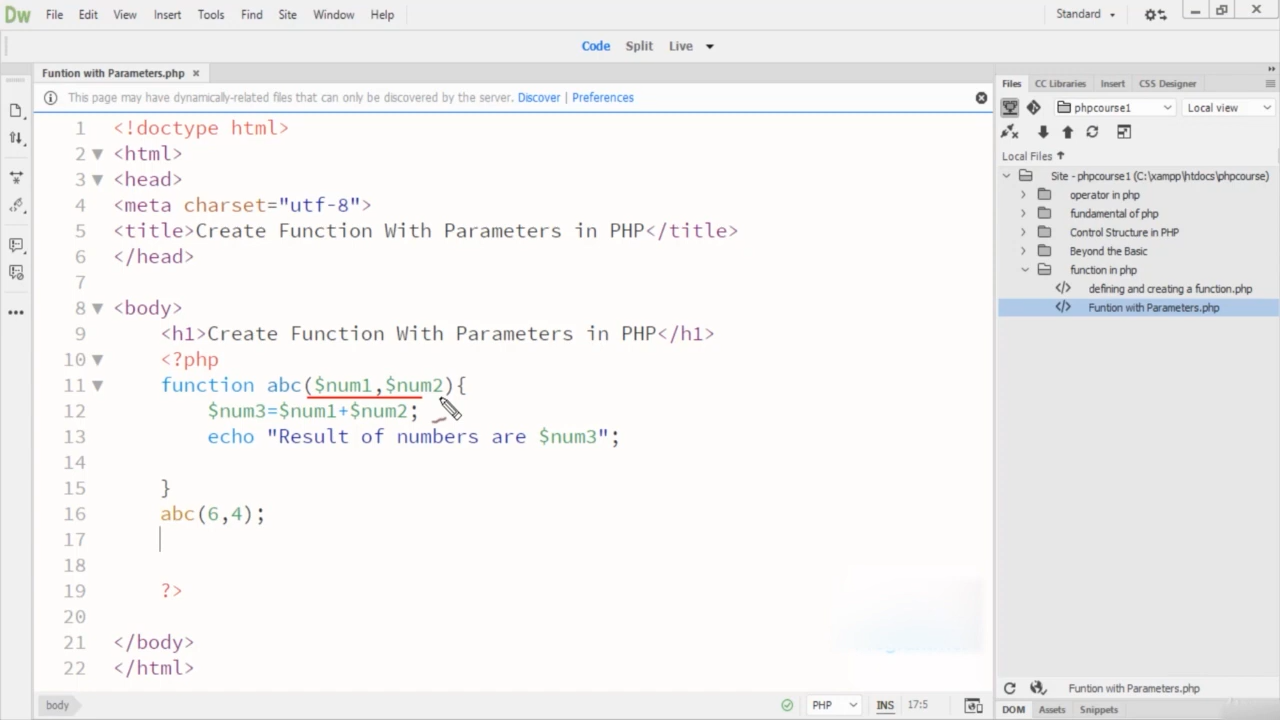 Dw File Edit View Insert Tools Find Site Window Help Standard
Code Split Live
Funtion with Parameters.php ×
This page may have dynamically-related files that can only be discovered by the server. Discover | Preferences
1 <!doctype html>
2 <html>
3 <head>
4 <meta charset="utf-8">
5 <title>Create Function With Parameters in PHP</title>
6 </head>
7
8 <body>
9 <h1>Create Function With Parameters in PHP</h1>
10 <?php
11 function abc($num1,$num2){
12 $num3=$num1+$num2;
13 echo "Result of numbers are $num3";
14
15 }
16 abc(6,4);
17
18
19 ?>
20
21 </body>
22 </html>
body PHP INS 17:5
Files CC Libraries Insert CSS Designer
phpcourse1 Local view
Local Files
Site - phpcourse1 (C:\xampp\htdocs\phpcourse)
operator in php
fundamental of php
Control Structure in PHP
Beyond the Basic
function in php
defining and creating a function.php
Funtion with Parameters.php
Funtion with Parameters.php
DOM Assets Snippets